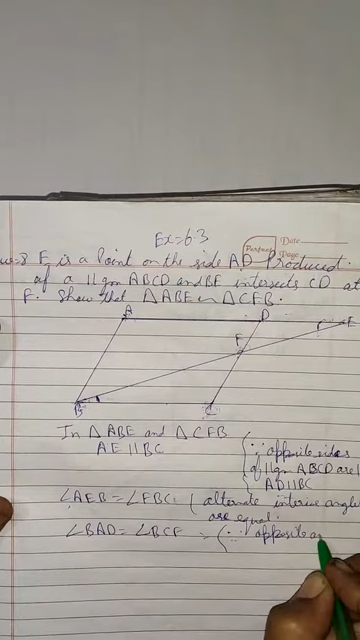 Ex=6.3
Perfect
Date
Page
8 E is a Point on the side AD Produced
of a ||gm ABCD and BE intersects CD at
F. Show that △ABE ~ △CFB.
A D E
F
B C
In △ABE and △CFB
AE || BC
∵ opposite sides
of ||gm ABCD are ||
AD||BC
∠AEB = ∠FBC (alternate interior angles
are equal.
∠BAD = ∠BCF = (∵ opposite